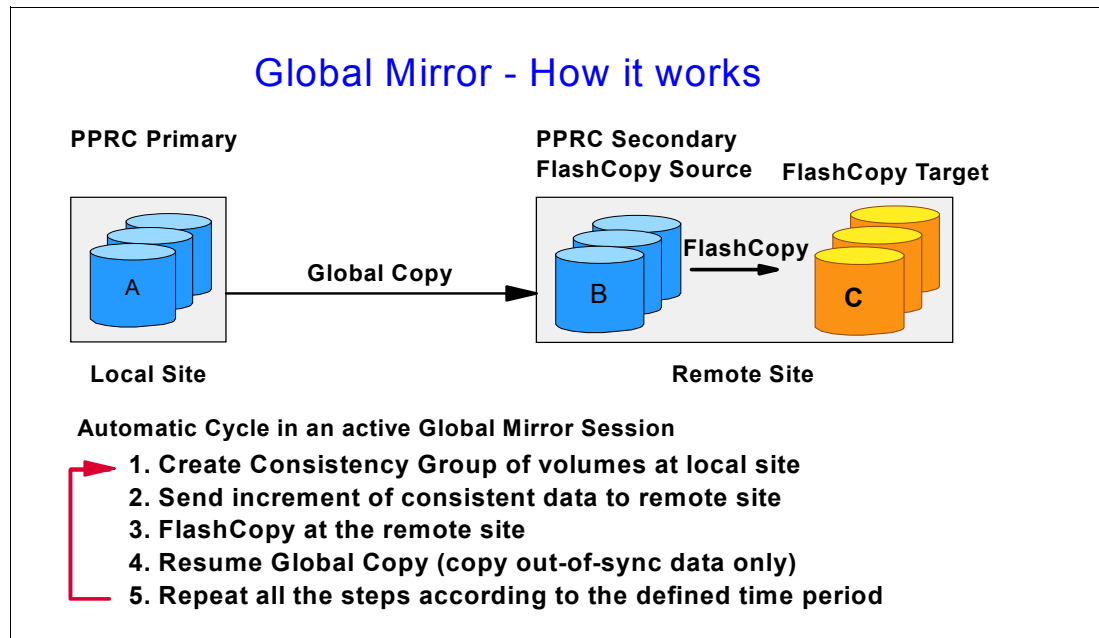 Global Mirror - How it works
PPRC Primary
PPRC Secondary
FlashCopy Source
FlashCopy Target
A
Global Copy
B
FlashCopy
C
Local Site
Remote Site
Automatic Cycle in an active Global Mirror Session
1. Create Consistency Group of volumes at local site
2. Send increment of consistent data to remote site
3. FlashCopy at the remote site
4. Resume Global Copy (copy out-of-sync data only)
5. Repeat all the steps according to the defined time period